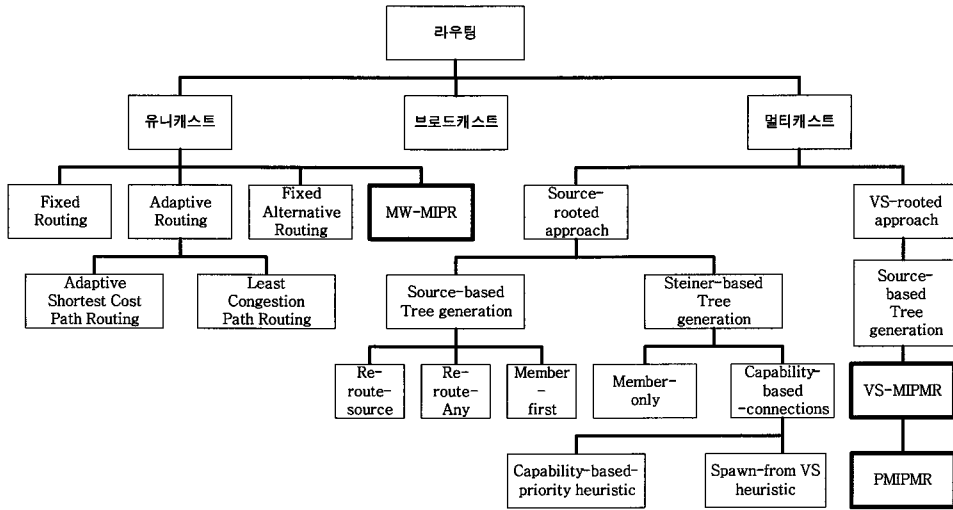 라우팅
유니캐스트
브로드캐스트
멀티캐스트
Fixed
Routing
Adaptive
Routing
Fixed
Alternative
Routing
MW-MIPR
Source-
rooted
approach
VS-rooted
approach
Adaptive
Shortest Cost
Path Routing
Least
Congestion
Path Routing
Source-based
Tree generation
Steiner-based
Tree
generation
Source-
based
Tree
generation
Re-
route-
source
Re-
route-
Any
Member
-
first
Member-
only
Capability-
based
-connections
VS-MIPMR
Capability-based-
priority heuristic
Spawn-from VS
heuristic
PMIPMR